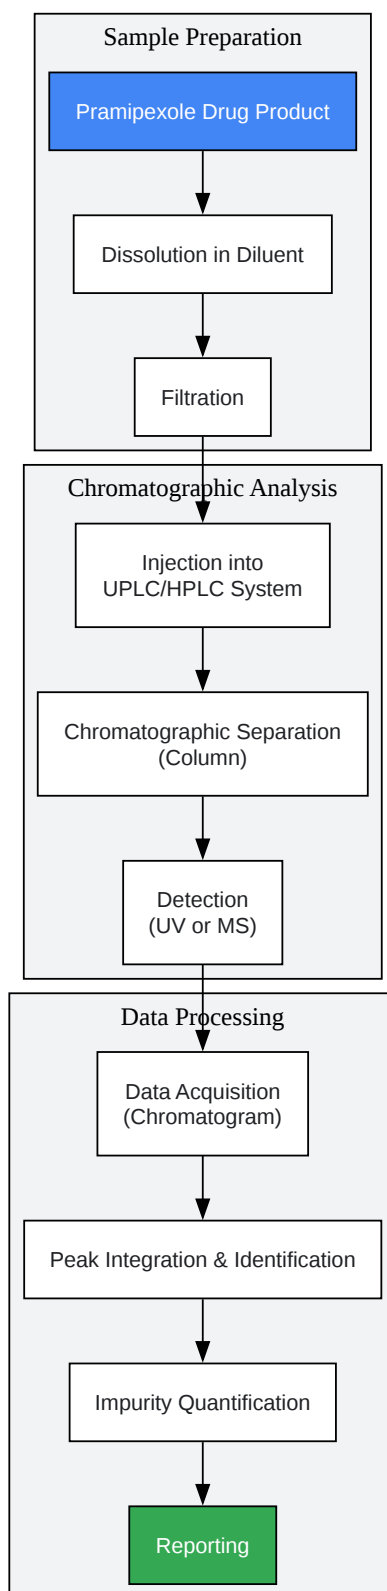 Sample Preparation
Pramipexole Drug Product
Dissolution in Diluent
Filtration
Chromatographic Analysis
Injection into
UPLC/HPLC System
Chromatographic Separation
(Column)
Detection
(UV or MS)
Data Processing
Data Acquisition
(Chromatogram)
Peak Integration & Identification
Impurity Quantification
Reporting